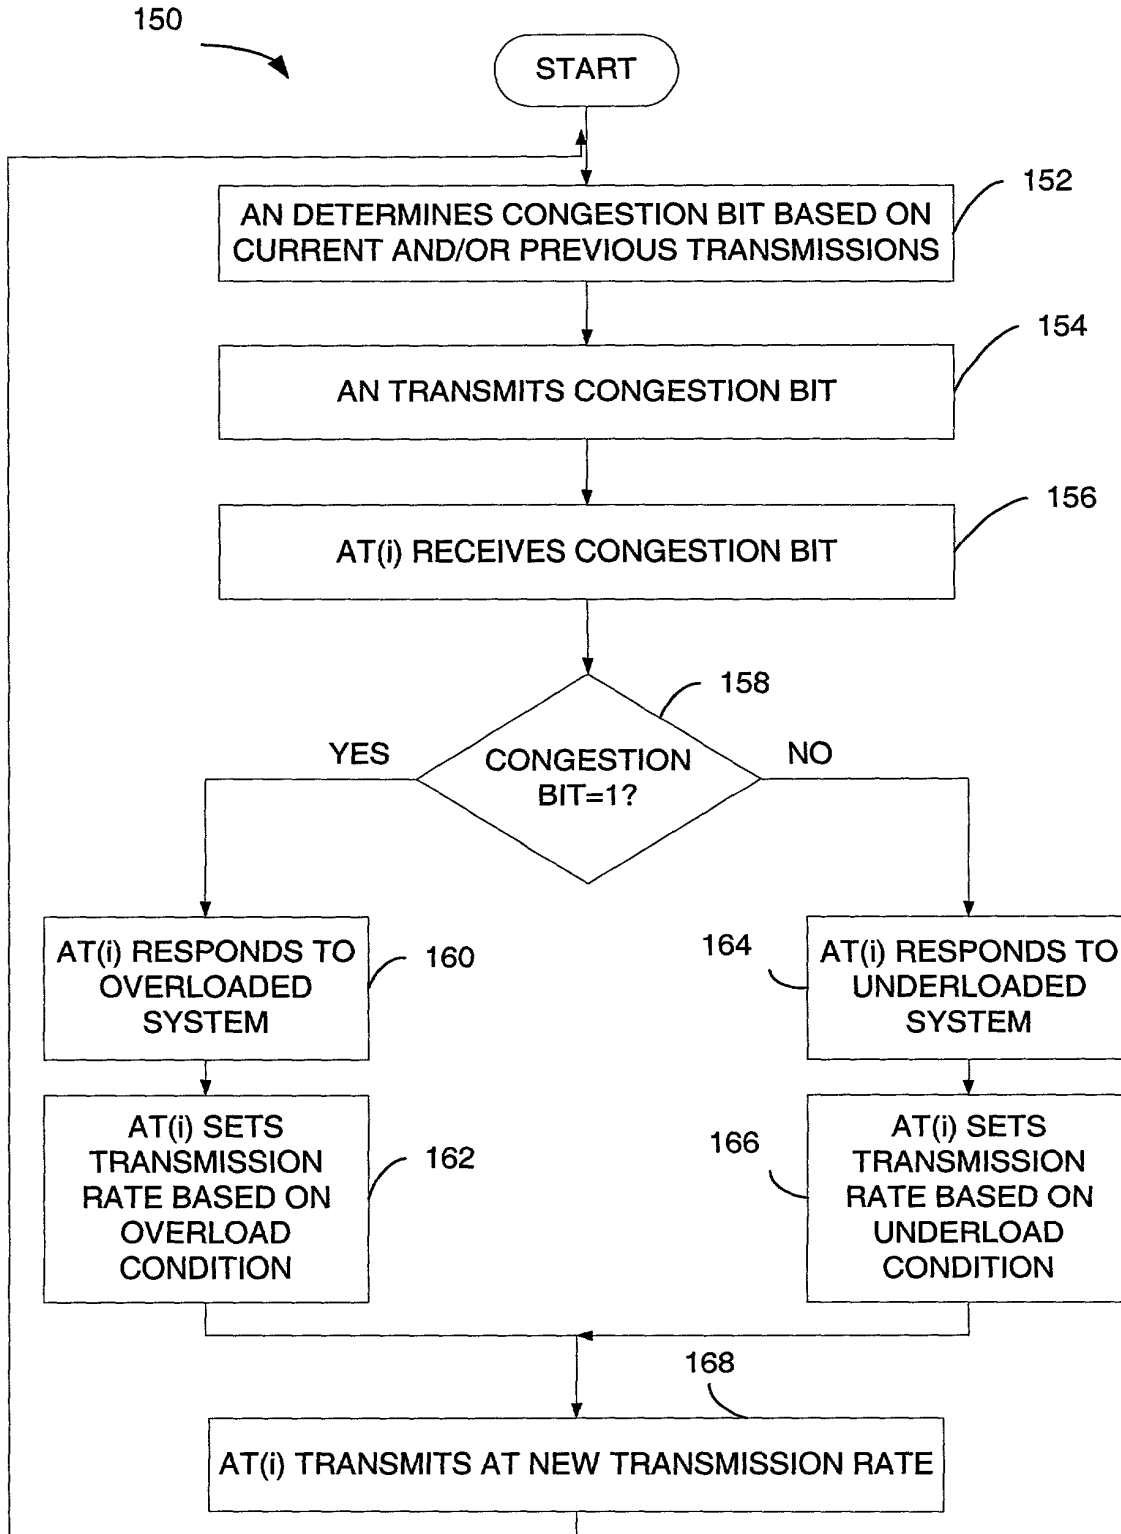 150
START
AN DETERMINES CONGESTION BIT BASED ON
CURRENT AND/OR PREVIOUS TRANSMISSIONS
152
AN TRANSMITS CONGESTION BIT
154
AT(i) RECEIVES CONGESTION BIT
156
CONGESTION
BIT=1?
158
YES
NO
AT(i) RESPONDS TO
OVERLOADED
SYSTEM
160
164
AT(i) RESPONDS TO
UNDERLOADED
SYSTEM
AT(i) SETS
TRANSMISSION
RATE BASED ON
OVERLOAD
CONDITION
162
166
AT(i) SETS
TRANSMISSION
RATE BASED ON
UNDERLOAD
CONDITION
168
AT(i) TRANSMITS AT NEW TRANSMISSION RATE